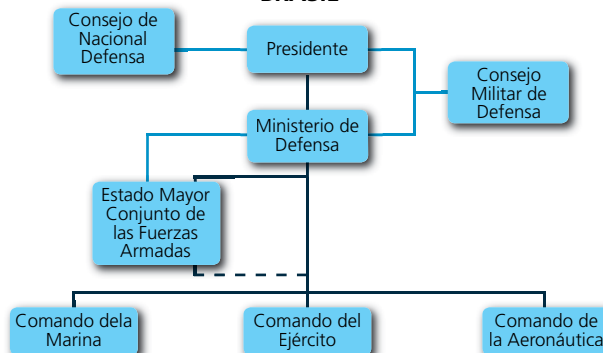 BRASIL
Consejo de
Nacional
Defensa
Presidente
Consejo
Militar de
Defensa
Ministerio de
Defensa
Estado Mayor
Conjunto de
las Fuerzas
Armadas
Comando dela
Marina
Comando del
Ejército
Comando de
la Aeronáutica